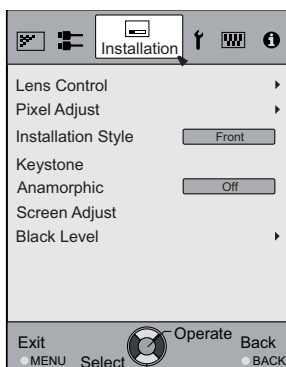 Installation
Lens Control
Pixel Adjust
Installation Style Front
Keystone
Anamorphic Off
Screen Adjust
Black Level
Exit
MENU
Select
Operate
Back
BACK